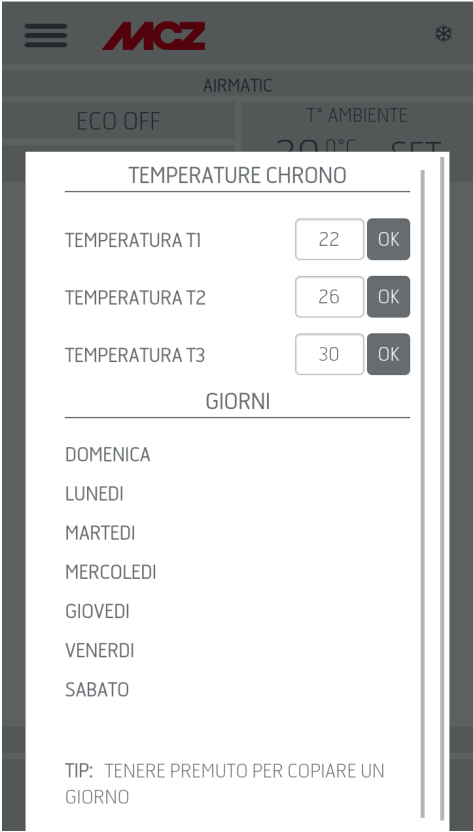 MCZ
AIRMATIC
ECO OFF
T° AMBIENTE
SET
TEMPERATURE CHRONO
TEMPERATURA T1 22 OK
TEMPERATURA T2 26 OK
TEMPERATURA T3 30 OK
GIORNI
DOMENICA
LUNEDI
MARTEDI
MERCOLEDI
GIOVEDI
VENERDI
SABATO
TIP: TENERE PREMUTO PER COPIARE UN
GIORNO